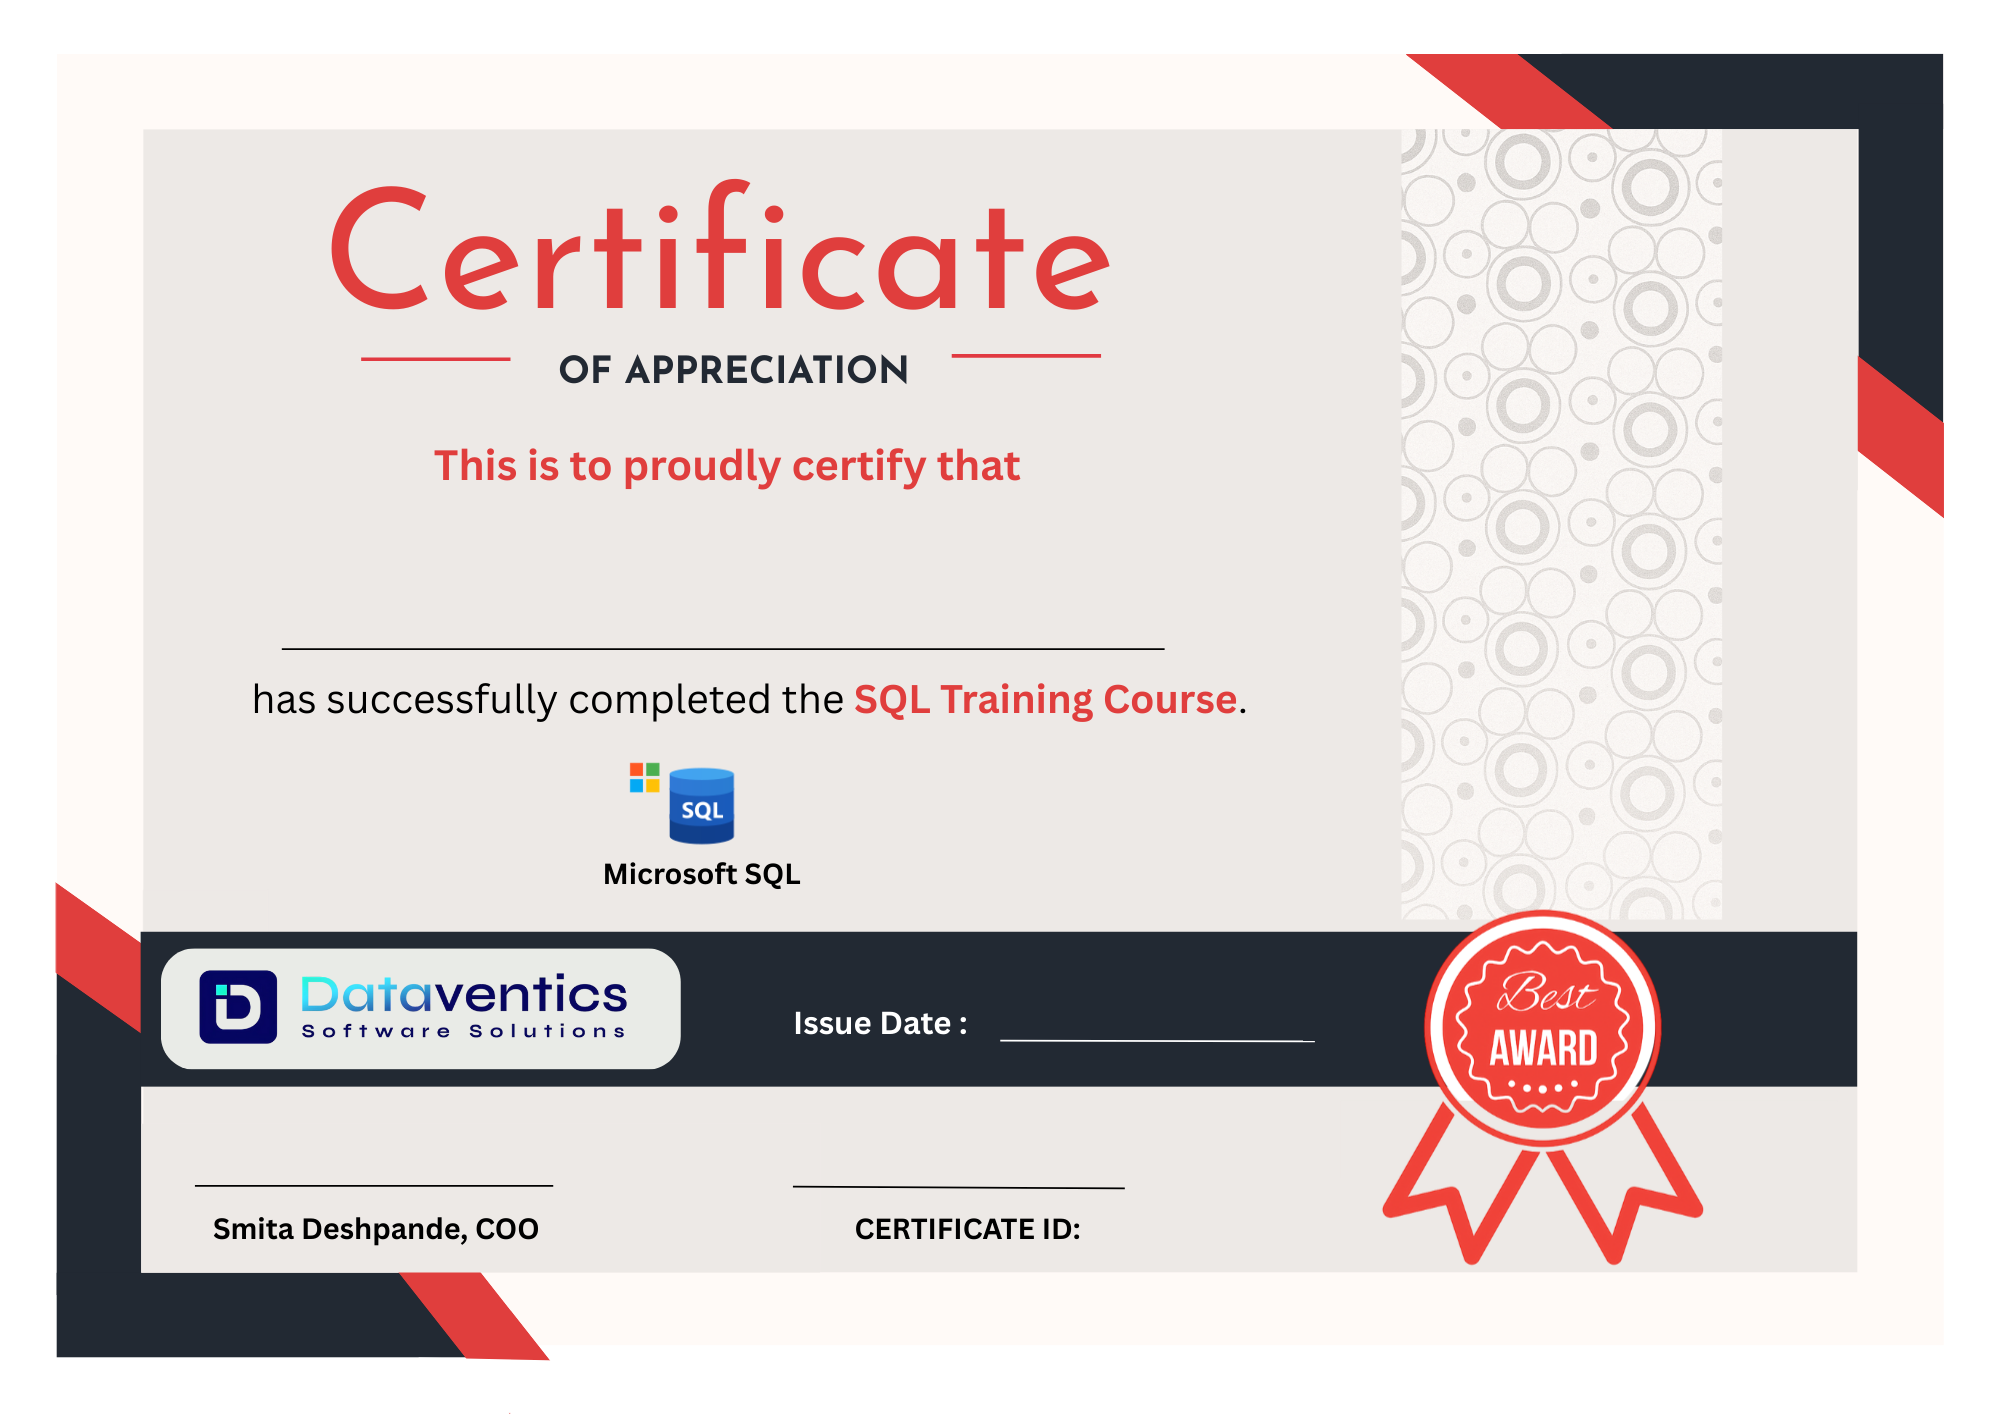 Certificate
OF APPRECIATION
This is to proudly certify that
has successfully completed the SQL Training Course.
SQL
Microsoft SQL
D Dataventics
Software Solutions
Issue Date :
Best
AWARD
Smita Deshpande, COO
CERTIFICATE ID: